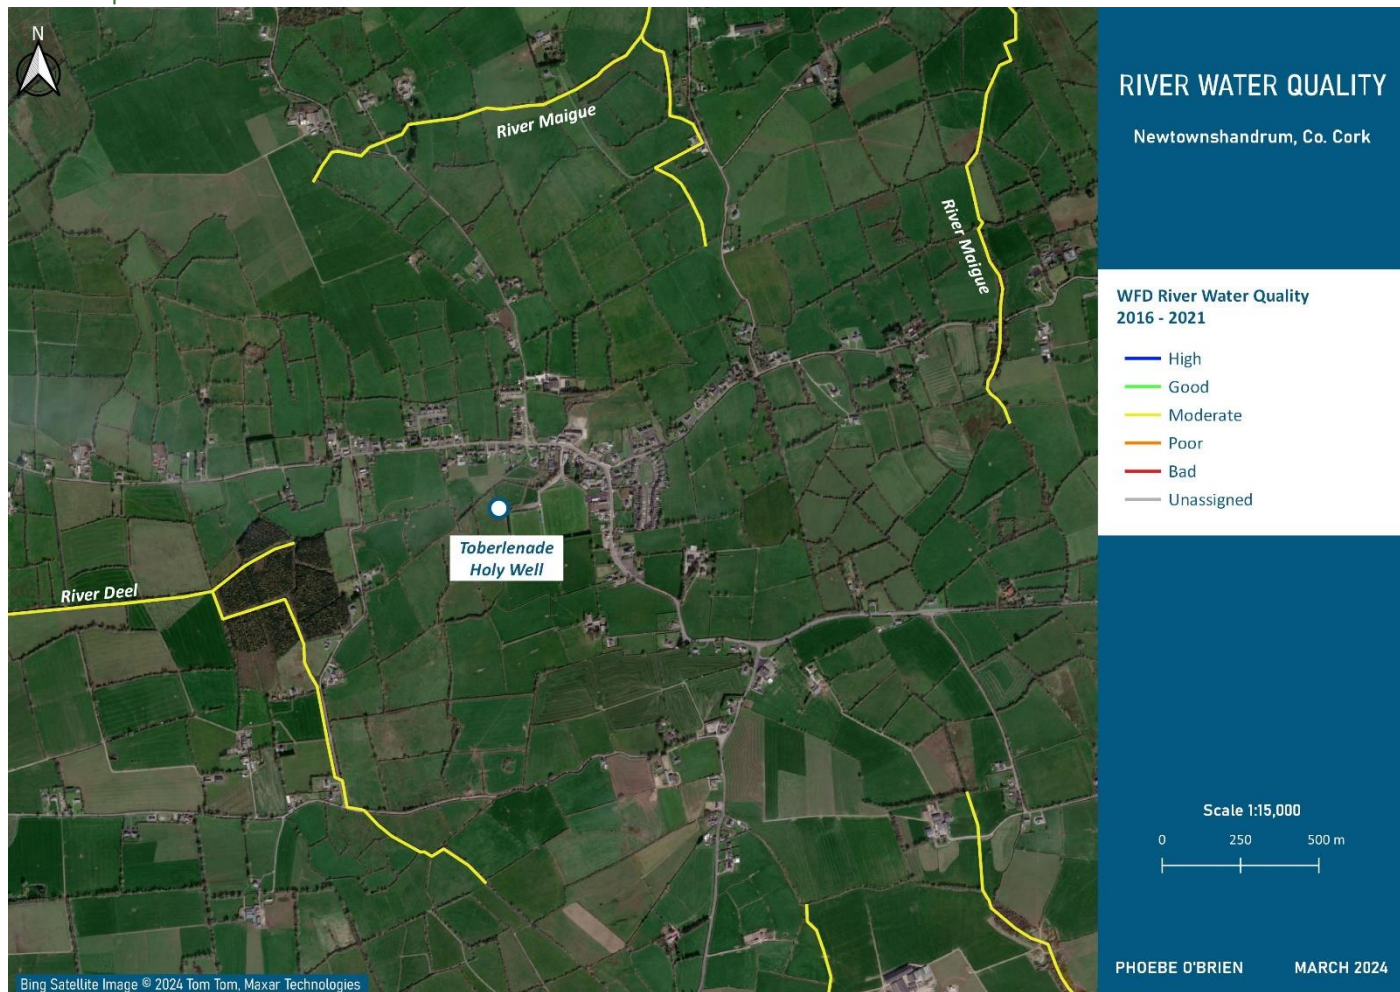 N
River Maigue
River Maigue
Toberlenade
Holy Well
River Deel
Bing Satellite Image © 2024 Tom Tom, Maxar Technologies
RIVER WATER QUALITY
Newtownshandrum, Co. Cork
WFD River Water Quality
2016 - 2021
High
Good
Moderate
Poor
Bad
Unassigned
Scale 1:15,000
0 250 500 m
PHOEBE O'BRIEN MARCH 2024